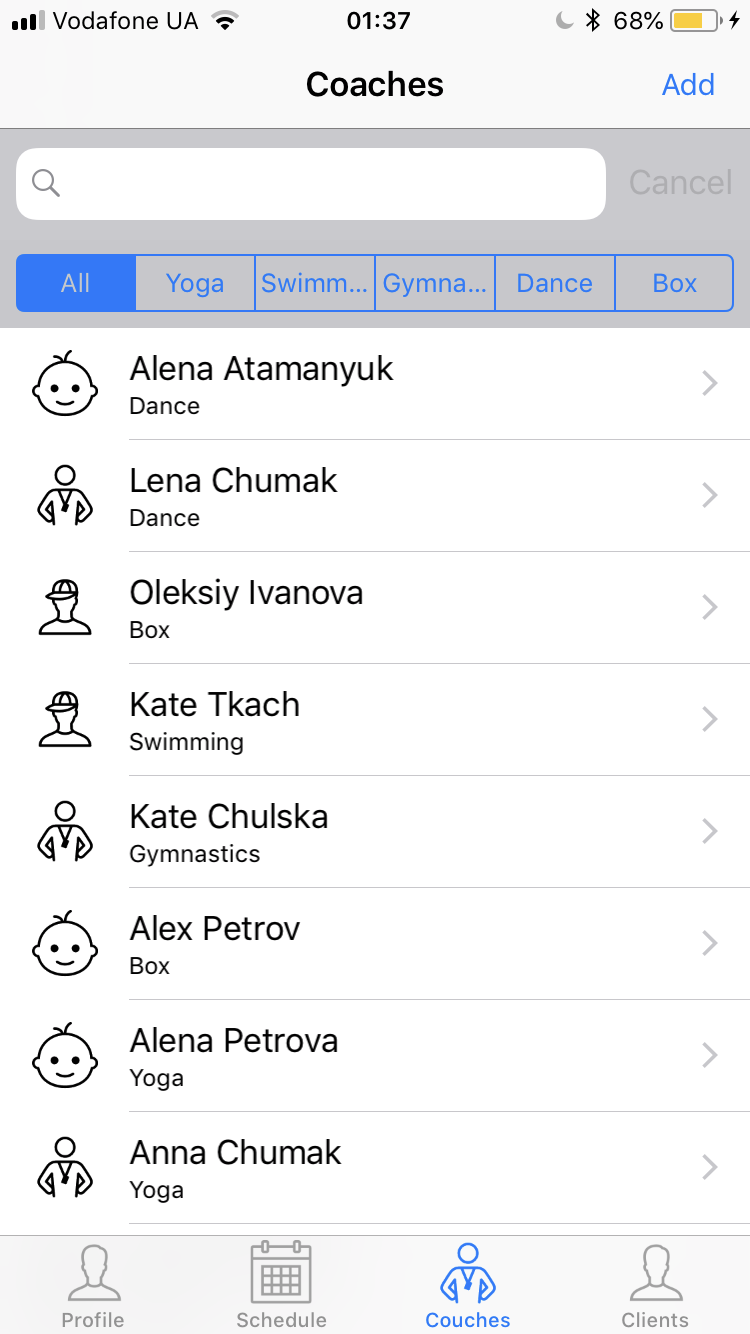 Vodafone UA 01:37 68%
Coaches Add
Cancel
All Yoga Swimm... Gymna... Dance Box
Alena Atamanyuk
Dance
Lena Chumak
Dance
Oleksiy Ivanova
Box
Kate Tkach
Swimming
Kate Chulska
Gymnastics
Alex Petrov
Box
Alena Petrova
Yoga
Anna Chumak
Yoga
Profile Schedule Couches Clients